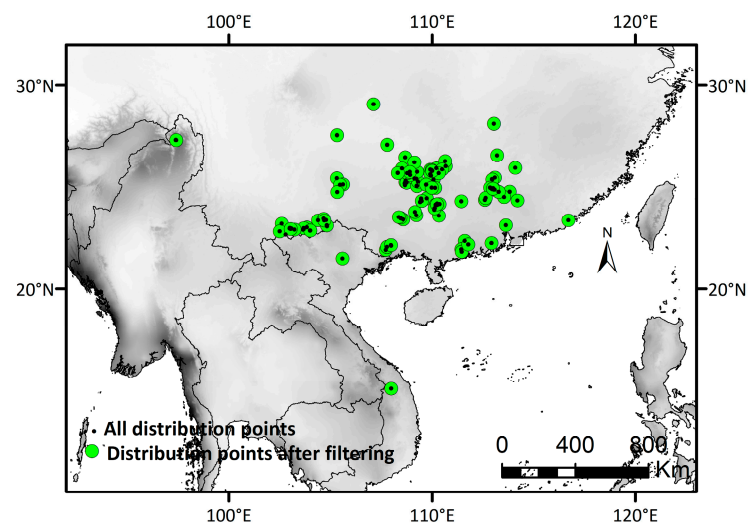 100°E 110°E 120°E
30°N 30°N
N
20°N 20°N
All distribution points
Distribution points after filtering
0 400 800
Km
100°E 110°E 120°E